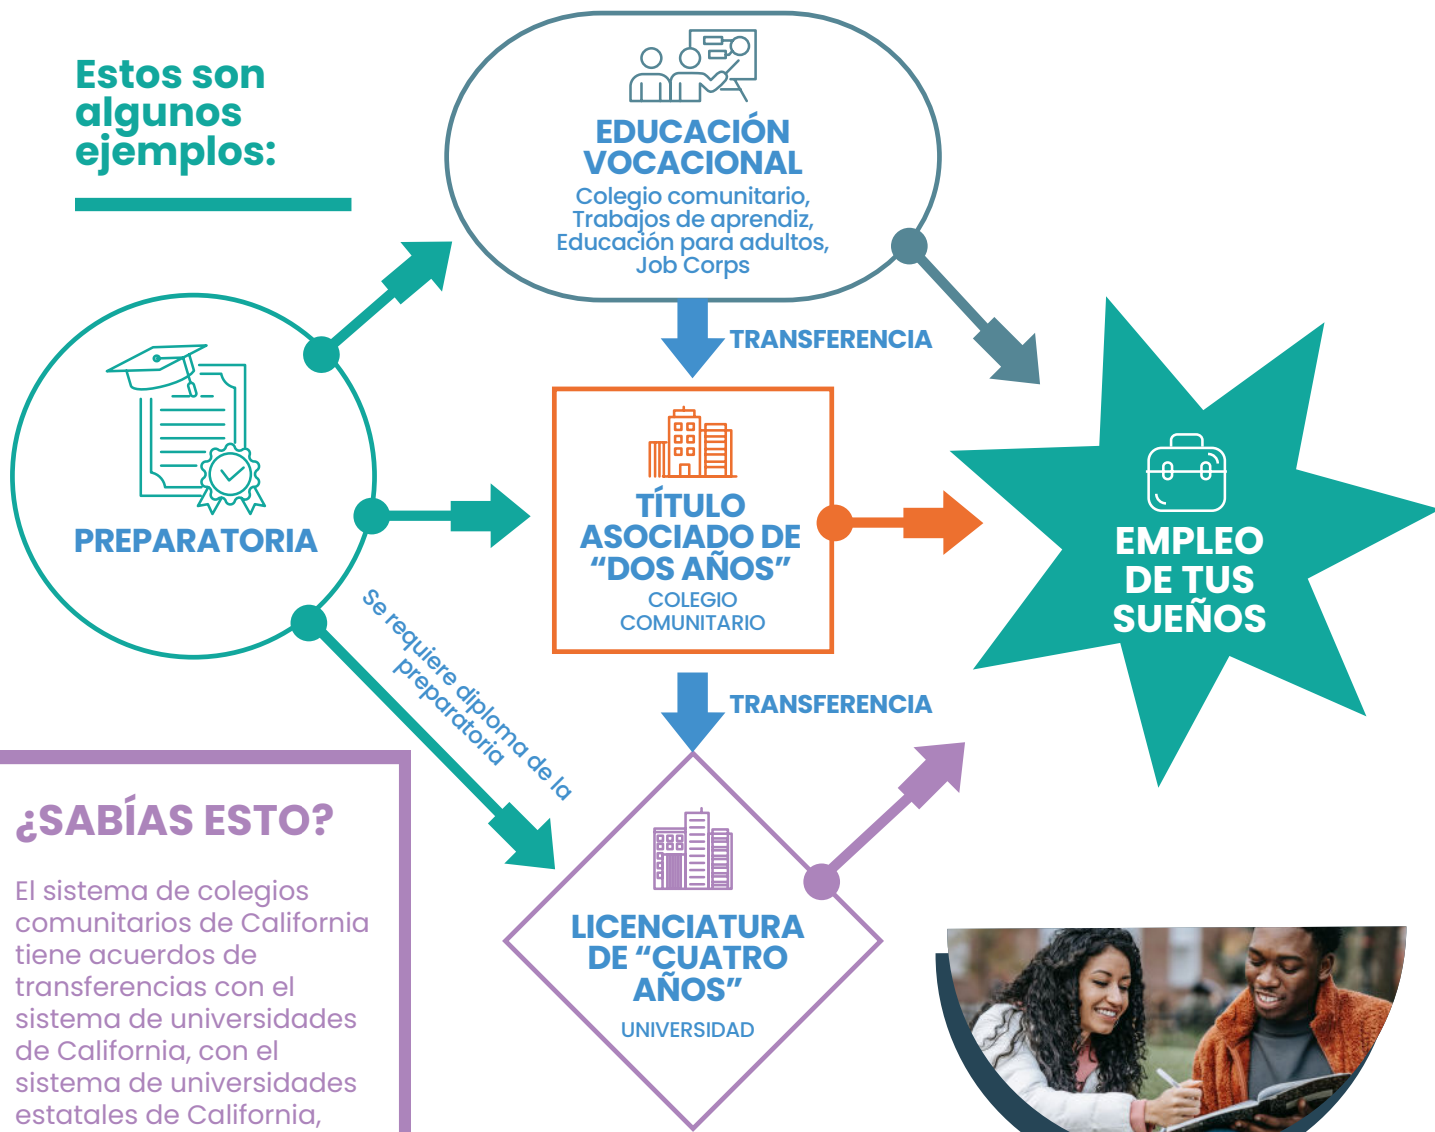 Estos son
algunos
ejemplos:
EDUCACIÓN
VOCACIONAL
Colegio comunitario,
Trabajos de aprendiz,
Educación para adultos,
Job Corps
TRANSFERENCIA
PREPARATORIA
TÍTULO
ASOCIADO DE
“DOS AÑOS”
COLEGIO
COMUNITARIO
EMPLEO
DE TUS
SUEÑOS
Se requiere diploma de la
preparatoria
TRANSFERENCIA
LICENCIATURA
DE “CUATRO
AÑOS”
UNIVERSIDAD
¿SABÍAS ESTO?
El sistema de colegios
comunitarios de California
tiene acuerdos de
transferencias con el
sistema de universidades
de California, con el
sistema de universidades
estatales de California,